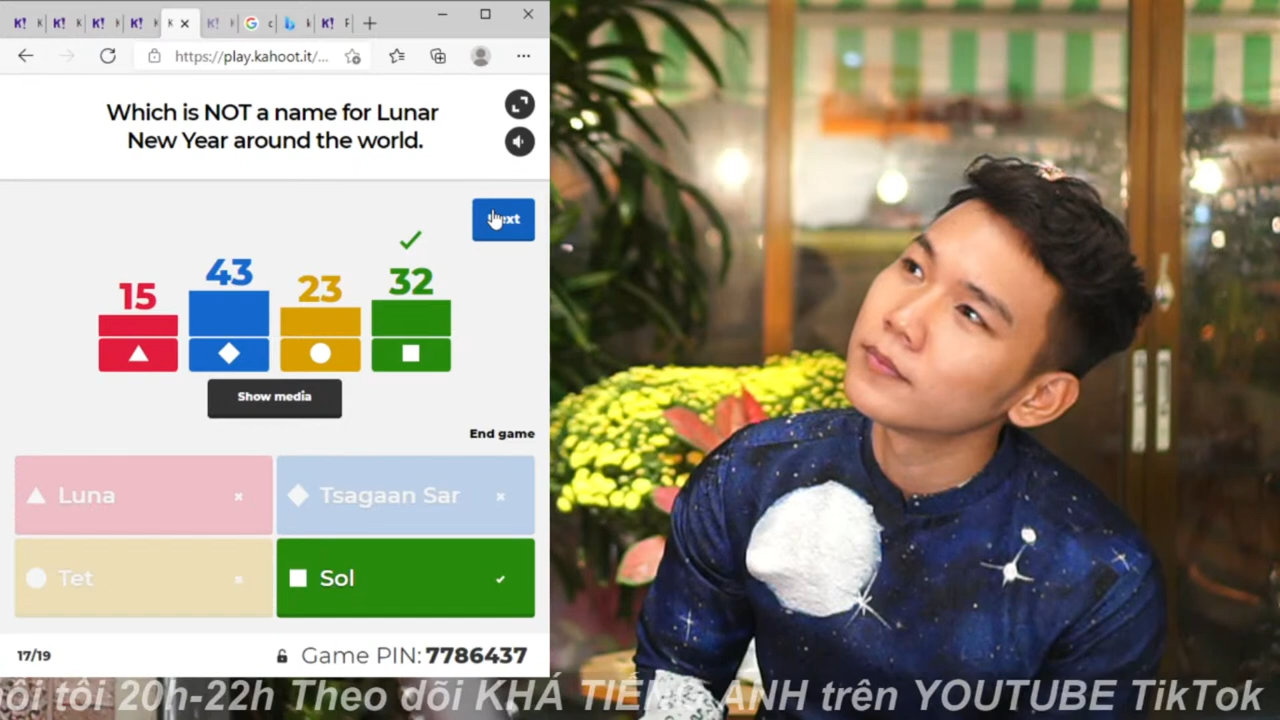 https://play.kahoot.it/...
Which is NOT a name for Lunar
New Year around the world.
15
43
23
32
Show media
End game
Luna
Tsagaan Sar
Tet
Sol
17/19
Game PIN: 7786437
tôi 20h-22h Theo dõi KHÁ TIẾNG ANH trên YOUTUBE TikTok